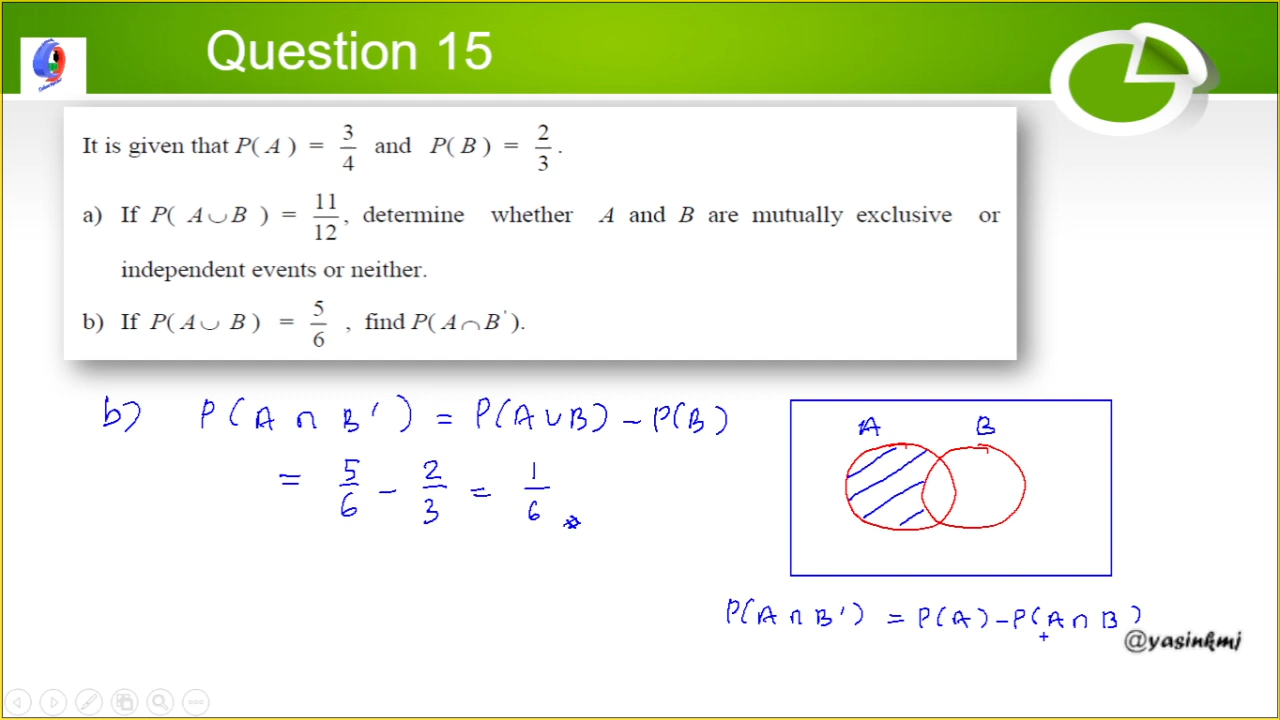 Question 15
It is given that P( A ) = 3/4 and P( B ) = 2/3 .
a) If P( A∪B ) = 11/12, determine whether A and B are mutually exclusive or
independent events or neither.
b) If P( A∪ B ) = 5/6 , find P( A∩B' ).
b) P( A ∩ B' ) = P(A ∪ B) - P(B)
= 5/6 - 2/3 = 1/6
A B
P(A ∩ B') = P(A) - P(A ∩ B)
@yasinkmj